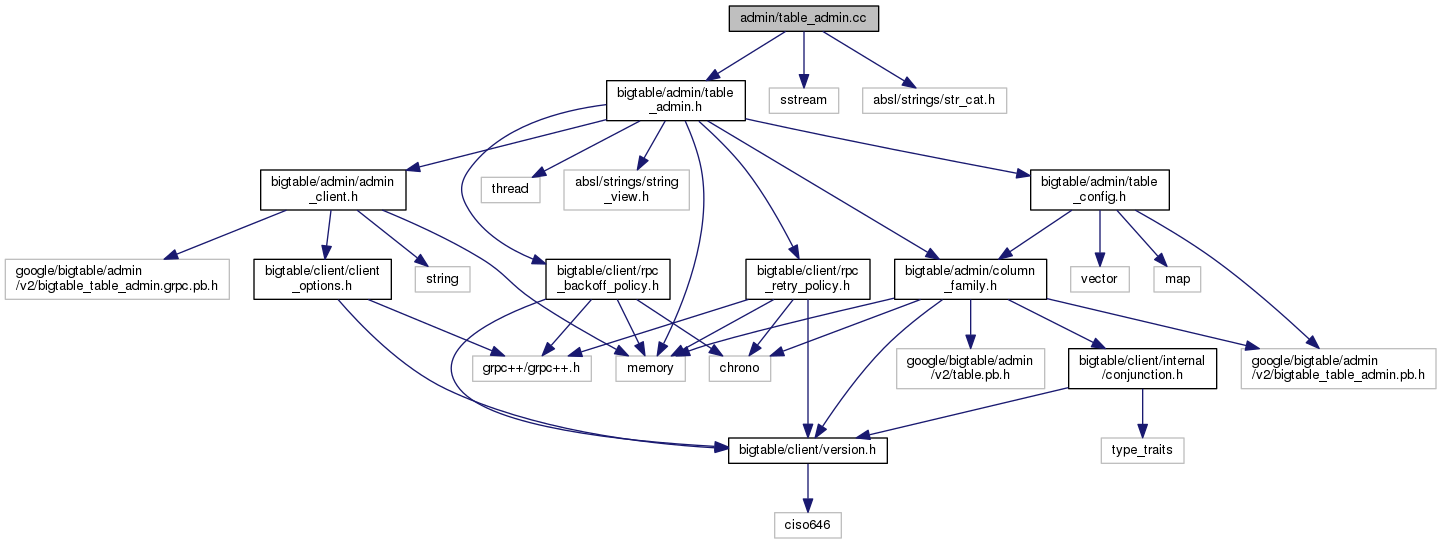 admin/table_admin.cc
bigtable/admin/table
_admin.h
sstream
absl/strings/str_cat.h
bigtable/admin/admin
_client.h
thread
absl/strings/string
_view.h
bigtable/admin/table
_config.h
google/bigtable/admin
/v2/bigtable_table_admin.grpc.pb.h
bigtable/client/client
_options.h
string
bigtable/client/rpc
_backoff_policy.h
bigtable/client/rpc
_retry_policy.h
bigtable/admin/column
_family.h
vector
map
grpc++/grpc++.h
memory
chrono
google/bigtable/admin
/v2/table.pb.h
bigtable/client/internal
/conjunction.h
google/bigtable/admin
/v2/bigtable_table_admin.pb.h
bigtable/client/version.h
type_traits
ciso646